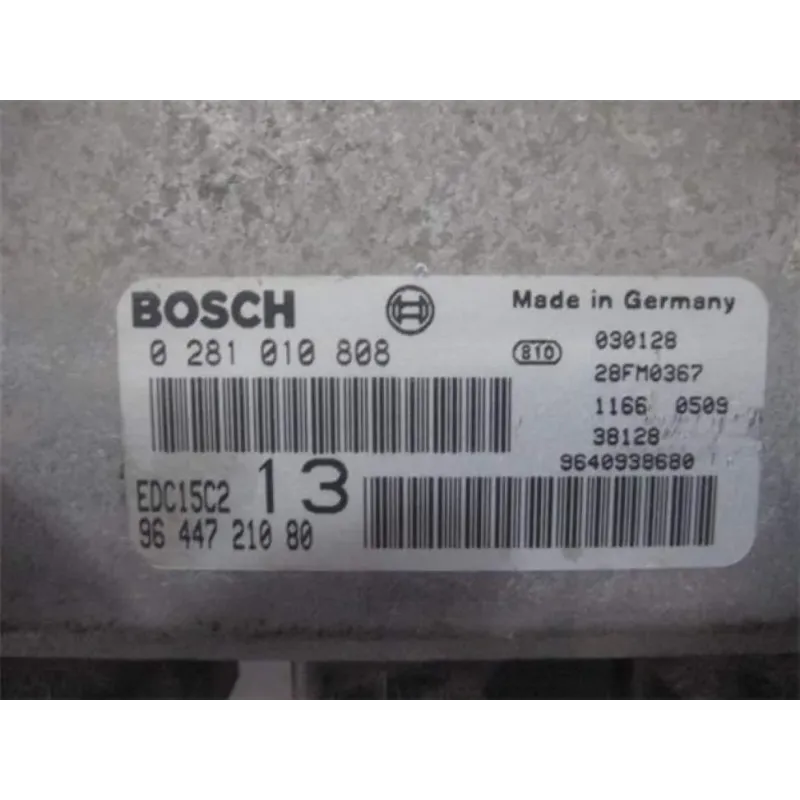 BOSCH
Made in Germany
0 281 010 808
810
030128
28FM0367
1166 0509
38128
9640938680
EDC15C2
13
96 447 210 80